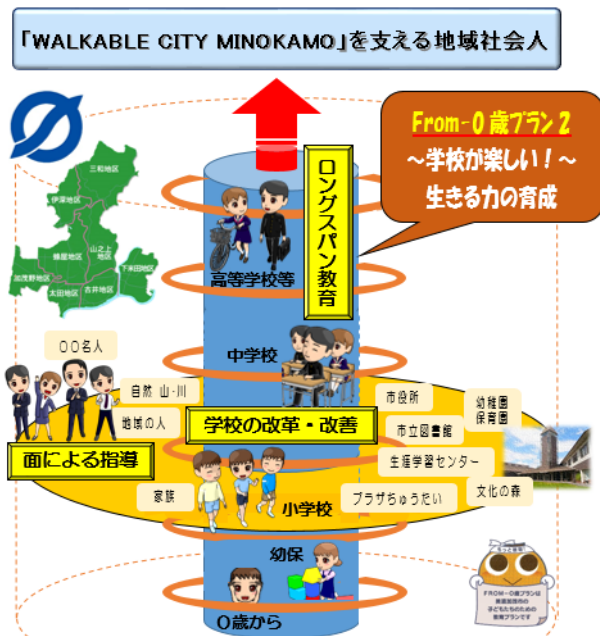 「WALKABLE CITY MINOKAMO」を支える地域社会人
From-0歳プラン2
～学校が楽しい！～
生きる力の育成
三和地区
伊深地区
山之上
地区
蜂屋地区
加茂野地区
下米田地区
太田地区
古井地区
ロングスパン教育
高等学校等
中学校
〇〇名人
自然 山・川
地域の人
面による指導
学校の改革・改善
市役所
幼稚園
保育園
市立図書館
生涯学習センター
文化の森
プラザちゅうたい
家族
小学校
幼保
0歳から
FROM-0歳プランは
美濃加茂市の
子どもたちのための
教育プランです